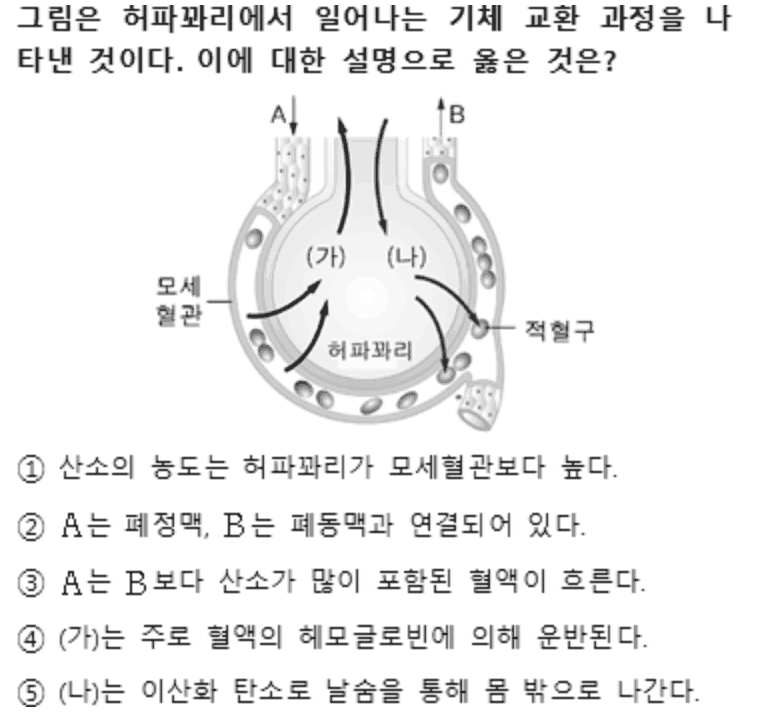 그림은 허파꽈리에서 일어나는 기체 교환 과정을 나
타낸 것이다. 이에 대한 설명으로 옳은 것은?
A B
(가) (나)
모세
혈관
적혈구
허파꽈리
① 산소의 농도는 허파꽈리가 모세혈관보다 높다.
② A는 폐정맥, B는 폐동맥과 연결되어 있다.
③ A는 B보다 산소가 많이 포함된 혈액이 흐른다.
④ (가)는 주로 혈액의 헤모글로빈에 의해 운반된다.
⑤ (나)는 이산화 탄소로 날숨을 통해 몸 밖으로 나간다.